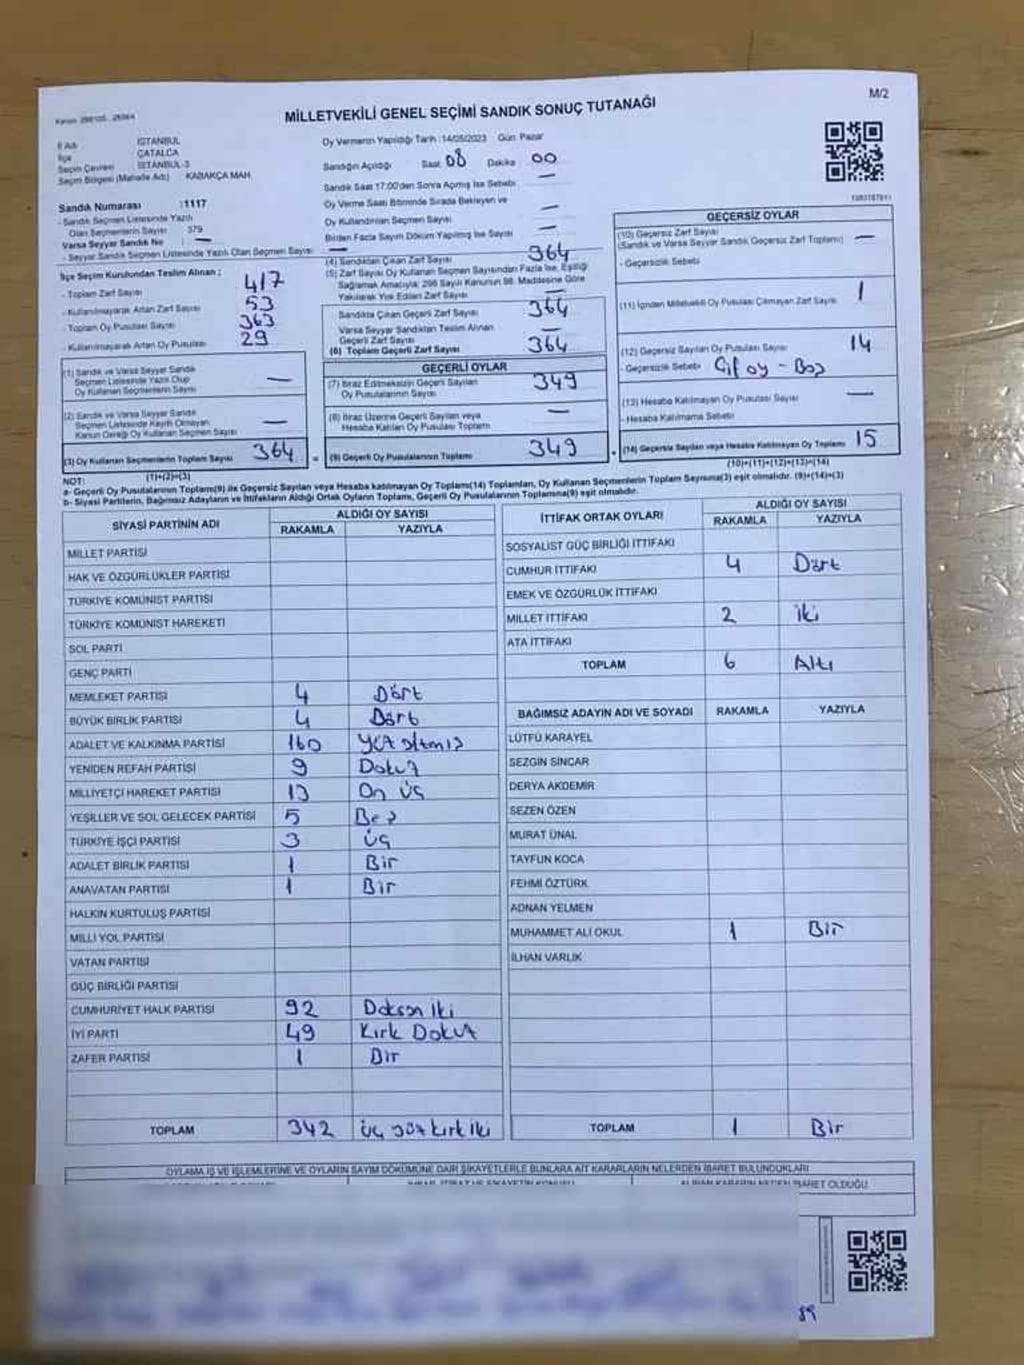 M/2
MİLLETVEKİLİ GENEL SEÇİMİ SANDIK SONUÇ TUTANAĞI
İl Adı : İSTANBUL
İlçe : ÇATALCA
Seçim Çevresi : İSTANBUL-3
Seçim Bölgesi (Mahalle Adı) : KABAKÇA MAH.
Sandık Numarası :1117
- Sandık Seçmen Listesinde Yazılı
Olan Seçmenlerin Sayısı 379
Varsa Seyyar Sandık No : —
- Seyyar Sandık Seçmen Listesinde Yazılı Olan Seçmen Sayısı: —
İlçe Seçim Kurulundan Teslim Alınan ;
- Toplam Zarf Sayısı 417
- Kullanılmayarak Artan Zarf Sayısı 53
- Toplam Oy Pusulası Sayısı 363
- Kullanılmayarak Artan Oy Pusulası 29
Oy Vermenin Yapıldığı Tarih :14/05/2023 Gün: Pazar
Sandığın Açıldığı Saat 08 Dakika 00
Sandık Saat 17:00'den Sonra Açılmış İse Sebebi —
Oy Verme Saati Bitiminde Sırada Bekleyen ve
Oy Kullandırılan Seçmen Sayısı —
Birden Fazla Sayım Döküm Yapılmış İse Sayısı —
(4) Sandıktan Çıkan Zarf Sayısı 364
(5) Zarf Sayısı Oy Kullanan Seçmen Sayısından Fazla İse, Eşitliği
Sağlamak Amacıyla; 298 Sayılı Kanunun 98. Maddesine Göre
Yakılarak Yok Edilen Zarf Sayısı —
Sandıkta Çıkan Geçerli Zarf Sayısı 364
Varsa Seyyar Sandıktan Teslim Alınan
Geçerli Zarf Sayısı —
(6) Toplam Geçerli Zarf Sayısı 364
GEÇERSİZ OYLAR
(10) Geçersiz Zarf Sayısı
(Sandık ve Varsa Seyyar Sandık Geçersiz Zarf Toplamı) —
- Geçersizlik Sebebi
(11) İçinden Milletvekili Oy Pusulası Çıkmayan Zarf Sayısı 1
(12) Geçersiz Sayılan Oy Pusulası Sayısı 14
- Geçersizlik Sebebi Çift oy - Boş
(13) Hesaba Katılmayan Oy Pusulası Sayısı —
- Hesaba Katılmama Sebebi
(14) Geçersiz Sayılan veya Hesaba Katılmayan Oy Toplamı 15
(10)+(11)+(12)+(13)=(14)
(1) Sandık ve Varsa Seyyar Sandık
Seçmen Listesinde Yazılı Olup
Oy Kullanan Seçmenlerin Sayısı —
(2) Sandık ve Varsa Seyyar Sandık
Seçmen Listesinde Kayıtlı Olmayan
Kanun Gereği Oy Kullanan Seçmen Sayısı —
(3) Oy Kullanan Seçmenlerin Toplam Sayısı 364 =
(1)+(2)=(3)
GEÇERLİ OYLAR
(7) İtiraz Edilmeksizin Geçerli Sayılan
Oy Pusulası Sayısı 349
(8) İtiraz Üzerine Geçerli Sayılan veya
Hesaba Katılan Oy Pusulası Toplamı —
(9) Geçerli Oy Pusulalarının Toplamı 349 +
NOT:
a- Geçerli Oy Pusulalarının Toplamı(9) ile Geçersiz Sayılan veya Hesaba Katılmayan Oy Toplamı(14) Toplamları, Oy Kullanan Seçmenlerin Toplam Sayısına(3) eşit olmalıdır. (9)+(14)=(3)
b- Siyasi Partilerin, Bağımsız Adayların ve İttifakların Aldığı Ortak Oyların Toplamı, Geçerli Oy Pusulalarının Toplamına(9) eşit olmalıdır.
SİYASİ PARTİNİN ADI ALDIĞI OY SAYISI
RAKAMLA YAZIYLA
MİLLET PARTİSİ
HAK VE ÖZGÜRLÜKLER PARTİSİ
TÜRKİYE KOMÜNİST PARTİSİ
TÜRKİYE KOMÜNİST HAREKETİ
SOL PARTİ
GENÇ PARTİ
MEMLEKET PARTİSİ 4 Dört
BÜYÜK BİRLİK PARTİSİ 4 Dört
ADALET VE KALKINMA PARTİSİ 160
YENİDEN REFAH PARTİSİ 9 Dokuz
MİLLİYETÇİ HAREKET PARTİSİ 13 On üç
YEŞİLLER VE SOL GELECEK PARTİSİ 5 Beş
TÜRKİYE İŞÇİ PARTİSİ 3 üç
ADALET BİRLİK PARTİSİ 1 Bir
ANAVATAN PARTİSİ 1 Bir
HALKIN KURTULUŞ PARTİSİ
MİLLİ YOL PARTİSİ
VATAN PARTİSİ
GÜÇ BİRLİĞİ PARTİSİ
CUMHURİYET HALK PARTİSİ 92 Doksan iki
İYİ PARTİ 49 Kırk Dokuz
ZAFER PARTİSİ 1 Bir
TOPLAM 342 üç yüz kırk iki
İTTİFAK ORTAK OYLARI ALDIĞI OY SAYISI
RAKAMLA YAZIYLA
SOSYALİST GÜÇ BİRLİĞİ İTTİFAKI
CUMHUR İTTİFAKI 4 Dört
EMEK VE ÖZGÜRLÜK İTTİFAKI
MİLLET İTTİFAKI 2 iki
ATA İTTİFAKI
TOPLAM 6 Altı
BAĞIMSIZ ADAYIN ADI VE SOYADI RAKAMLA YAZIYLA
LÜTFÜ KARAYEL
SEZGİN SİNCAR
DERYA AKDEMİR
SEZEN ÖZEN
MURAT ÜNAL
TAYFUN KOCA
FEHMİ ÖZTÜRK
ADNAN YELMEN
MUHAMMET ALİ OKUL 1 Bir
İLHAN VARLIK
TOPLAM 1 Bir
OYLAMA İŞ VE İŞLEMLERİNE VE OYLARIN SAYIM DÖKÜMÜNE DAİR ŞİKAYETLERLE BUNLARA AİT KARARLARIN NELERDEN İBARET BULUNDUKLARI
ALINAN KARARIN NEDEN İBARET OLDUĞU